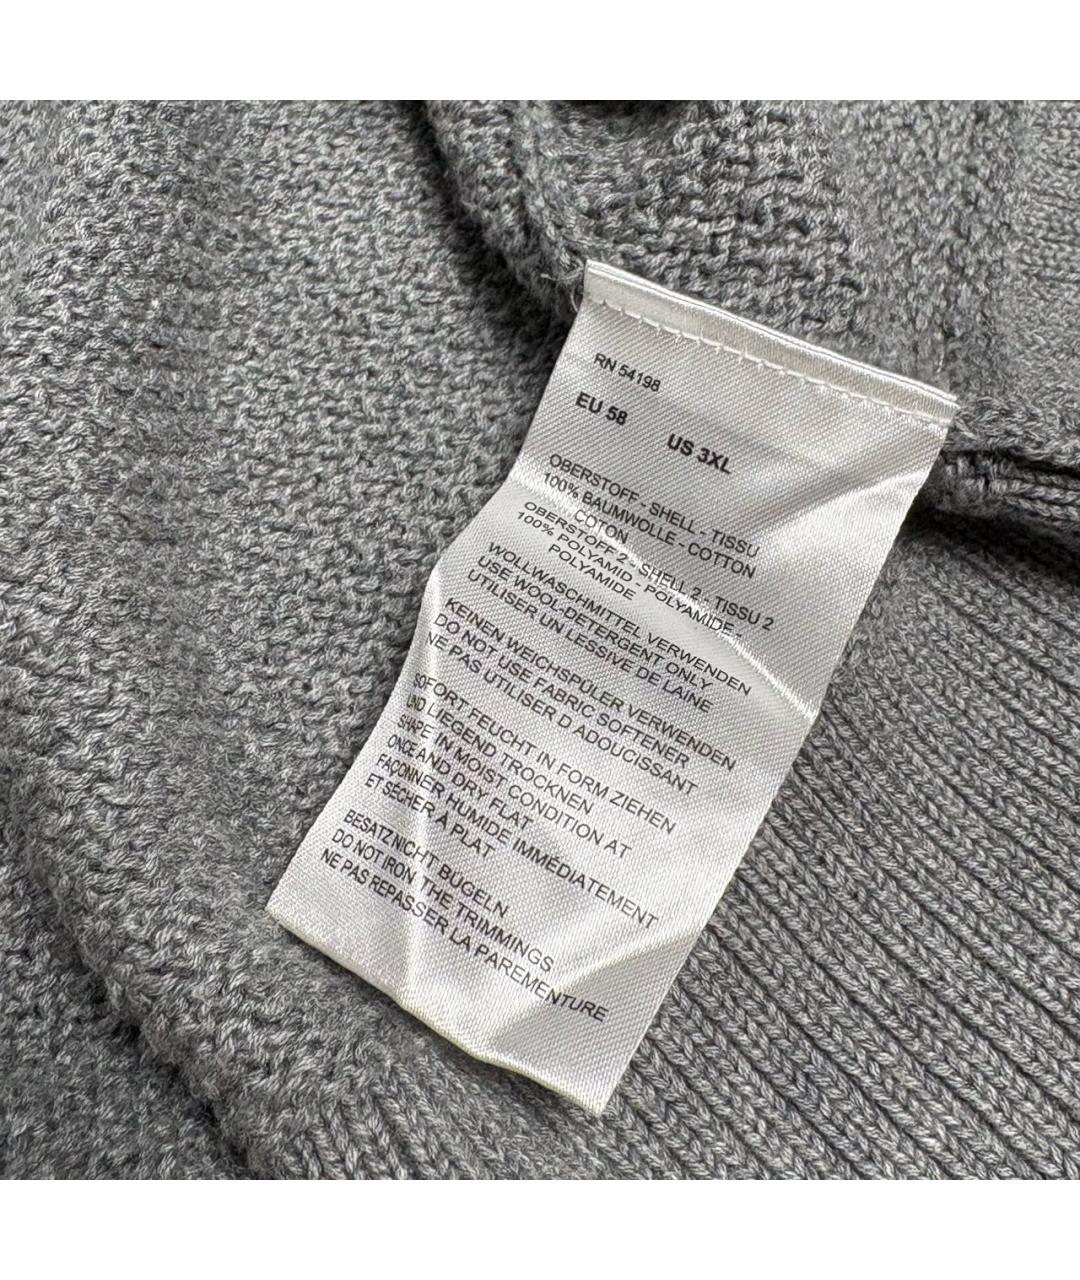 RN 54198
EU 58 US 3XL
OBERSTOFF - SHELL - TISSU
100% BAUMWOLLE - COTTON
COTON
OBERSTOFF 2 - SHELL 2 - TISSU 2
100% POLYAMID - POLYAMIDE -
POLYAMIDE
WOLLWASCHMITTEL VERWENDEN
USE WOOL-DETERGENT ONLY
UTILISER UN LESSIVE DE LAINE
KEINEN WEICHSPÜLER VERWENDEN
DO NOT USE FABRIC SOFTENER
NE PAS UTILISER D ADOUCISSANT
SOFORT FEUCHT IN FORM ZIEHEN
UND LIEGEND TROCKNEN
SHAPE IN MOIST CONDITION AT
ONCE AND DRY FLAT
FAÇONNER HUMIDE IMMÉDIATEMENT
ET SÉCHER À PLAT
BESATZ NICHT BÜGELN
DO NOT IRON THE TRIMMINGS
NE PAS REPASSER LA PAREMENTURE